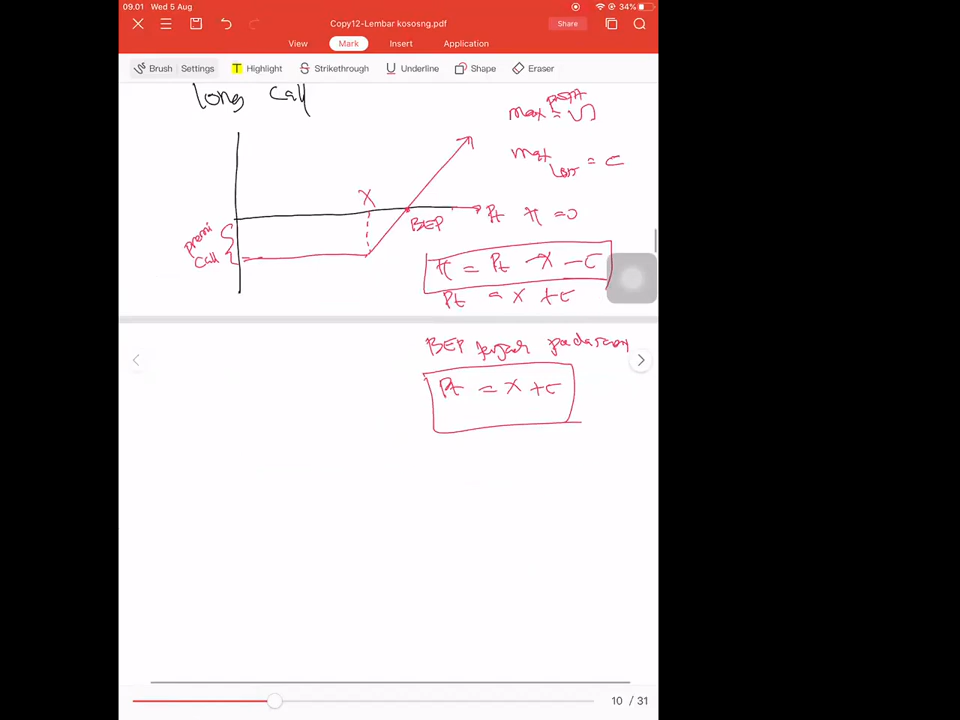 09.01 Wed 5 Aug
34%
Copy12-Lembar kososng.pdf
Share
View
Mark
Insert
Application
Brush
Settings
Highlight
Strikethrough
Underline
Shape
Eraser
long call
max profit = ∞
max loss = c
X
BEP
Pt
π = 0
premi
call
π = Pt - X - C
Pt = X + C
BEP terjadi pada saat
Pt = X + C
10 / 31